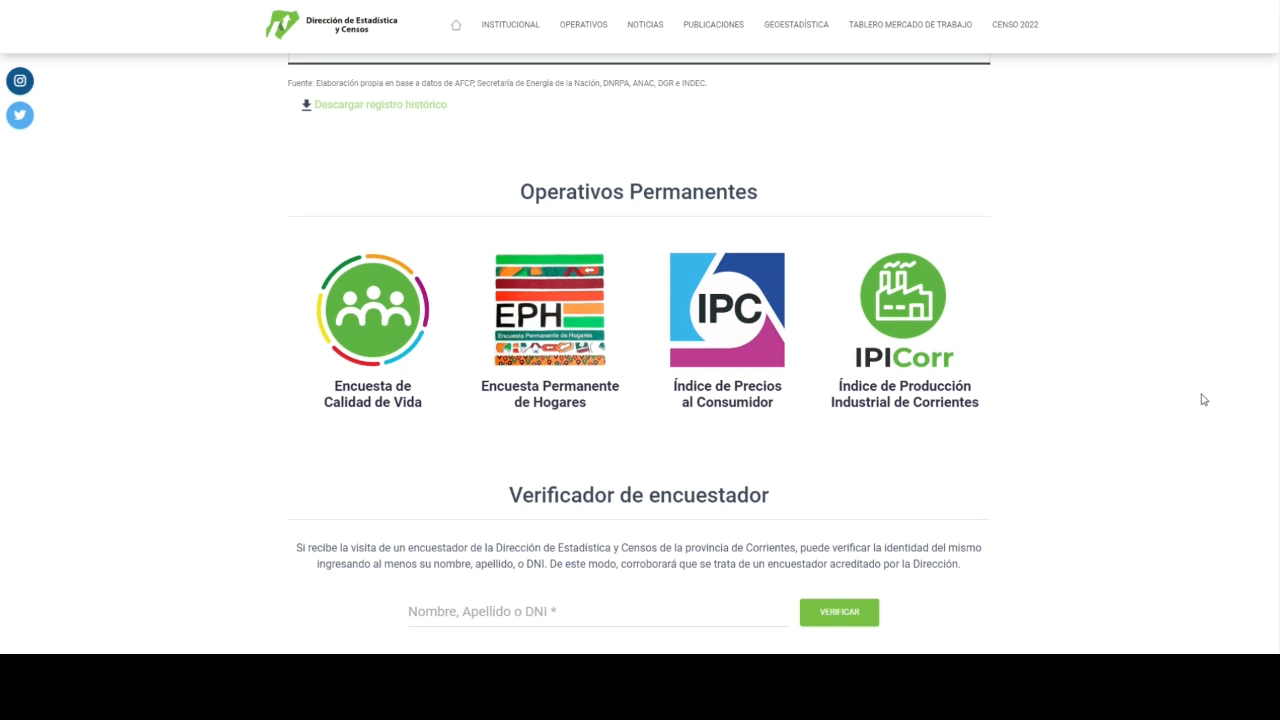 Dirección de Estadística
y Censos
INSTITUCIONAL
OPERATIVOS
NOTICIAS
PUBLICACIONES
GEOESTADÍSTICA
TABLERO MERCADO DE TRABAJO
CENSO 2022
Fuente: Elaboración propia en base a datos de AFCP, Secretaría de Energía de la Nación, DNRPA, ANAC, DGR e INDEC.
Descargar registro histórico
Operativos Permanentes
EPH
Encuesta Permanente de Hogares
IPC
IPICorr
Encuesta de
Calidad de Vida
Encuesta Permanente
de Hogares
Índice de Precios
al Consumidor
Índice de Producción
Industrial de Corrientes
Verificador de encuestador
Si recibe la visita de un encuestador de la Dirección de Estadística y Censos de la provincia de Corrientes, puede verificar la identidad del mismo
ingresando al menos su nombre, apellido, o DNI. De este modo, corroborará que se trata de un encuestador acreditado por la Dirección.
Nombre, Apellido o DNI *
VERIFICAR